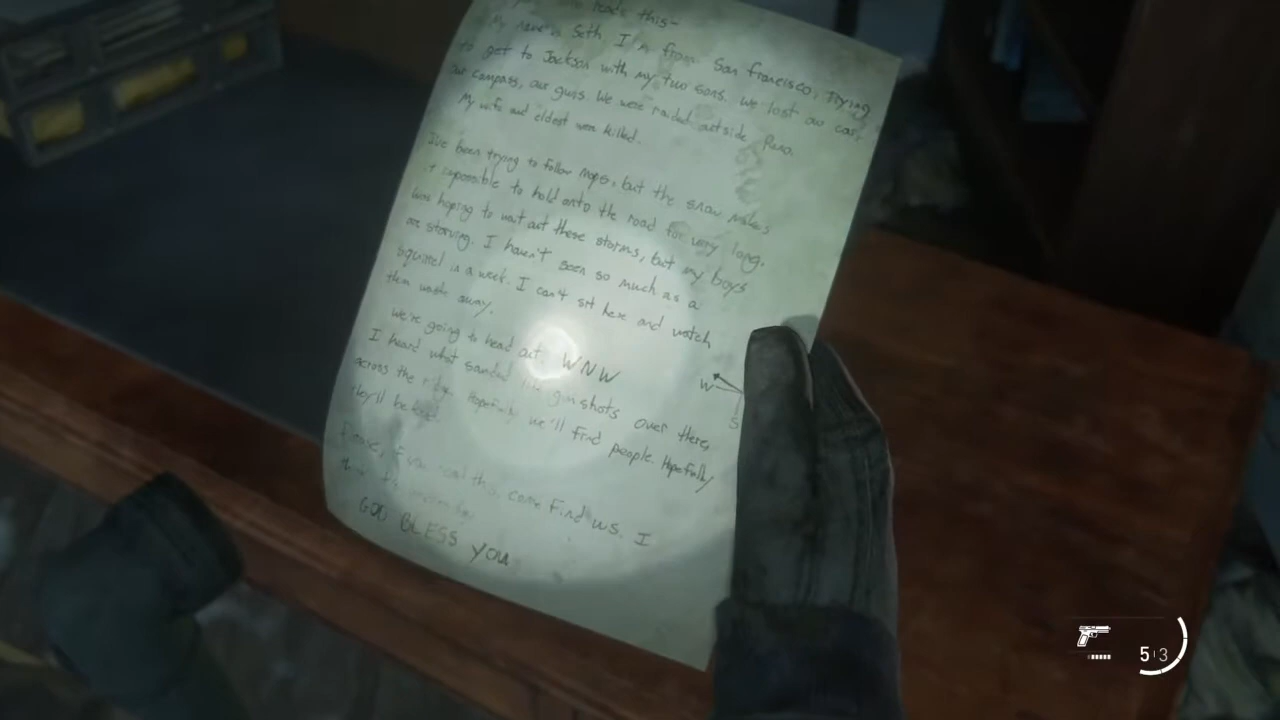 reads this-
My name is Seth, I'm from San Francisco. Trying
to get to Jackson with my two sons. We lost our car,
our compass, our guns. We were raided outside Reno.
My wife and eldest were killed.
I've been trying to follow maps, but the snow makes
it impossible to hold onto the road for very long.
Was hoping to wait out these storms, but my boys
are starving. I haven't seen so much as a
squirrel in a week. I can't sit here and watch
them waste away.
We're going to head out WNW
I heard what sounded like gunshots over there,
W
across the ridge. Hopefully we'll find people. Hopefully
S
they'll be
Please, if you read this, come find us. I
GOD BLESS YOU
5 3